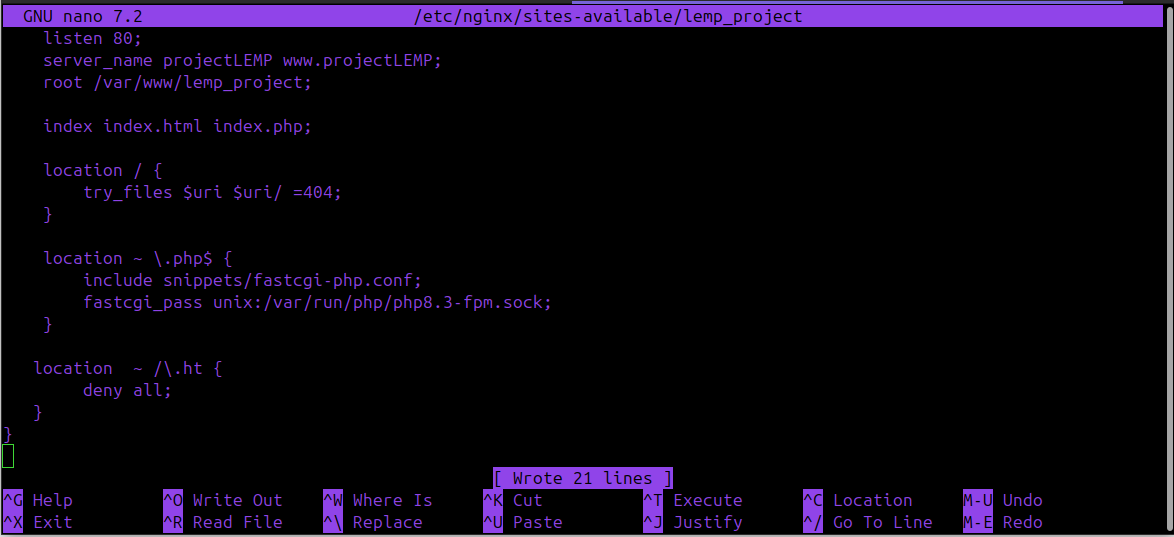 GNU nano 7.2 /etc/nginx/sites-available/lemp_project
listen 80;
server_name projectLEMP www.projectLEMP;
root /var/www/lemp_project;
index index.html index.php;
location / {
try_files $uri $uri/ =404;
}
location ~ \.php$ {
include snippets/fastcgi-php.conf;
fastcgi_pass unix:/var/run/php/php8.3-fpm.sock;
}
location  ~ /\.ht {
deny all;
}
}
[ Wrote 21 lines ]
^G Help ^O Write Out ^W Where Is ^K Cut ^T Execute ^C Location M-U Undo
^X Exit ^R Read File ^\ Replace ^U Paste ^J Justify ^/ Go To Line M-E Redo